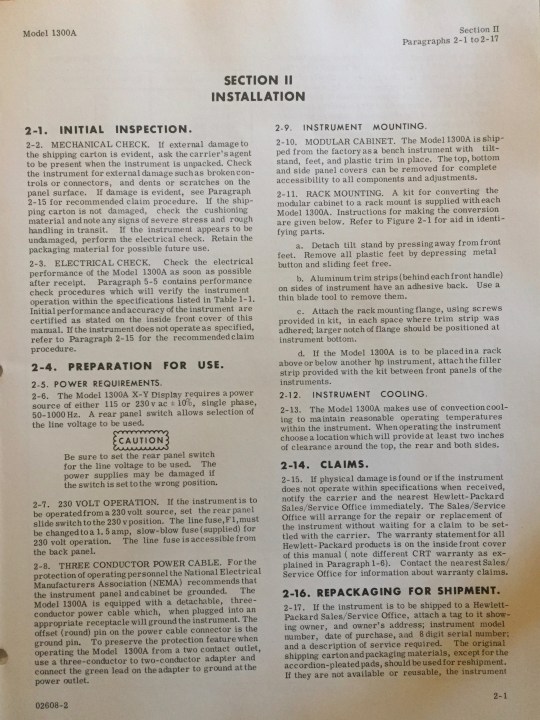 Model 1300A
Section II
Paragraphs 2-1 to 2-17
SECTION II
INSTALLATION
2-1. INITIAL INSPECTION.
2-2. MECHANICAL CHECK. If external damage to
the shipping carton is evident, ask the carrier's agent
to be present when the instrument is unpacked. Check
the instrument for external damage such as broken con-
trols or connectors, and dents or scratches on the
panel surface. If damage is evident, see Paragraph
2-15 for recommended claim procedure. If the ship-
ping carton is not damaged, check the cushioning
material and note any signs of severe stress and rough
handling in transit. If the instrument appears to be
undamaged, perform the electrical check. Retain the
packaging material for possible future use.
2-3. ELECTRICAL CHECK. Check the electrical
performance of the Model 1300A as soon as possible
after receipt. Paragraph 5-5 contains performance
check procedures which will verify the instrument
operation within the specifications listed in Table 1-1.
Initial performance and accuracy of the instrument are
certified as stated on the inside front cover of this
manual. If the instrument does not operate as specified,
refer to Paragraph 2-15 for the recommended claim
procedure.
2-4. PREPARATION FOR USE.
2-5. POWER REQUIREMENTS.
2-6. The Model 1300A X-Y Display requires a power
source of either 115 or 230 v ac ± 10%, single phase,
50-1000 Hz. A rear panel switch allows selection of
the line voltage to be used.
CAUTION
Be sure to set the rear panel switch
for the line voltage to be used. The
power supplies may be damaged if
the switch is set to the wrong position.
2-7. 230 VOLT OPERATION. If the instrument is to
be operated from a 230 volt source, set the rear panel
slide switch to the 230 v position. The line fuse, F1, must
be changed to a 1.5 amp, slow-blow fuse (supplied) for
230 volt operation. The line fuse is accessible from
the back panel.
2-8. THREE CONDUCTOR POWER CABLE. For the
protection of operating personnel the National Electrical
Manufacturers Association (NEMA) recommends that
the instrument panel and cabinet be grounded. The
Model 1300A is equipped with a detachable, three-
conductor power cable which, when plugged into an
appropriate receptacle will ground the instrument. The
offset (round) pin on the power cable connector is the
ground pin. To preserve the protection feature when
operating the Model 1300A from a two contact outlet,
use a three-conductor to two-conductor adapter and
connect the green lead on the adapter to ground at the
power outlet.
02608-2
2-9. INSTRUMENT MOUNTING.
2-10. MODULAR CABINET. The Model 1300A is ship-
ped from the factory as a bench instrument with tilt-
stand, feet, and plastic trim in place. The top, bottom
and side panel covers can be removed for complete
accessibility to all components and adjustments.
2-11. RACK MOUNTING. A kit for converting the
modular cabinet to a rack mount is supplied with each
Model 1300A. Instructions for making the conversion
are given below. Refer to Figure 2-1 for aid in identi-
fying parts.
a. Detach tilt stand by pressing away from front
feet. Remove all plastic feet by depressing metal
button and sliding feet free.
b. Aluminum trim strips (behind each front handle)
on sides of instrument have an adhesive back. Use a
thin blade tool to remove them.
c. Attach the rack mounting flange, using screws
provided in kit, in each space where trim strip was
adhered; larger notch of flange should be positioned at
instrument bottom.
d. If the Model 1300A is to be placed in a rack
above or below another hp instrument, attach the filler
strip provided with the kit between front panels of the
instruments.
2-12. INSTRUMENT COOLING.
2-13. The Model 1300A makes use of convection cool-
ing to maintain reasonable operating temperatures
within the instrument. When operating the instrument
choose a location which will provide at least two inches
of clearance around the top, the rear and both sides.
2-14. CLAIMS.
2-15. If physical damage is found or if the instrument
does not operate within specifications when received,
notify the carrier and the nearest Hewlett-Packard
Sales/Service Office immediately. The Sales/Service
Office will arrange for the repair or replacement of
the instrument without waiting for a claim to be set-
tled with the carrier. The warranty statement for all
Hewlett-Packard products is on the inside front cover
of this manual ( note different CRT warranty as ex-
plained in Paragraph 1-6). Contact the nearest Sales/
Service Office for information about warranty claims.
2-16. REPACKAGING FOR SHIPMENT.
2-17. If the instrument is to be shipped to a Hewlett-
Packard Sales/Service Office, attach a tag to it show-
ing owner, and owner's address; instrument model
number, date of purchase, and 8 digit serial number;
and a description of service required. The original
shipping carton and packaging materials, except for the
accordion-pleated pads, should be used for reshipment.
If they are not available or reusable, the instrument
2-1